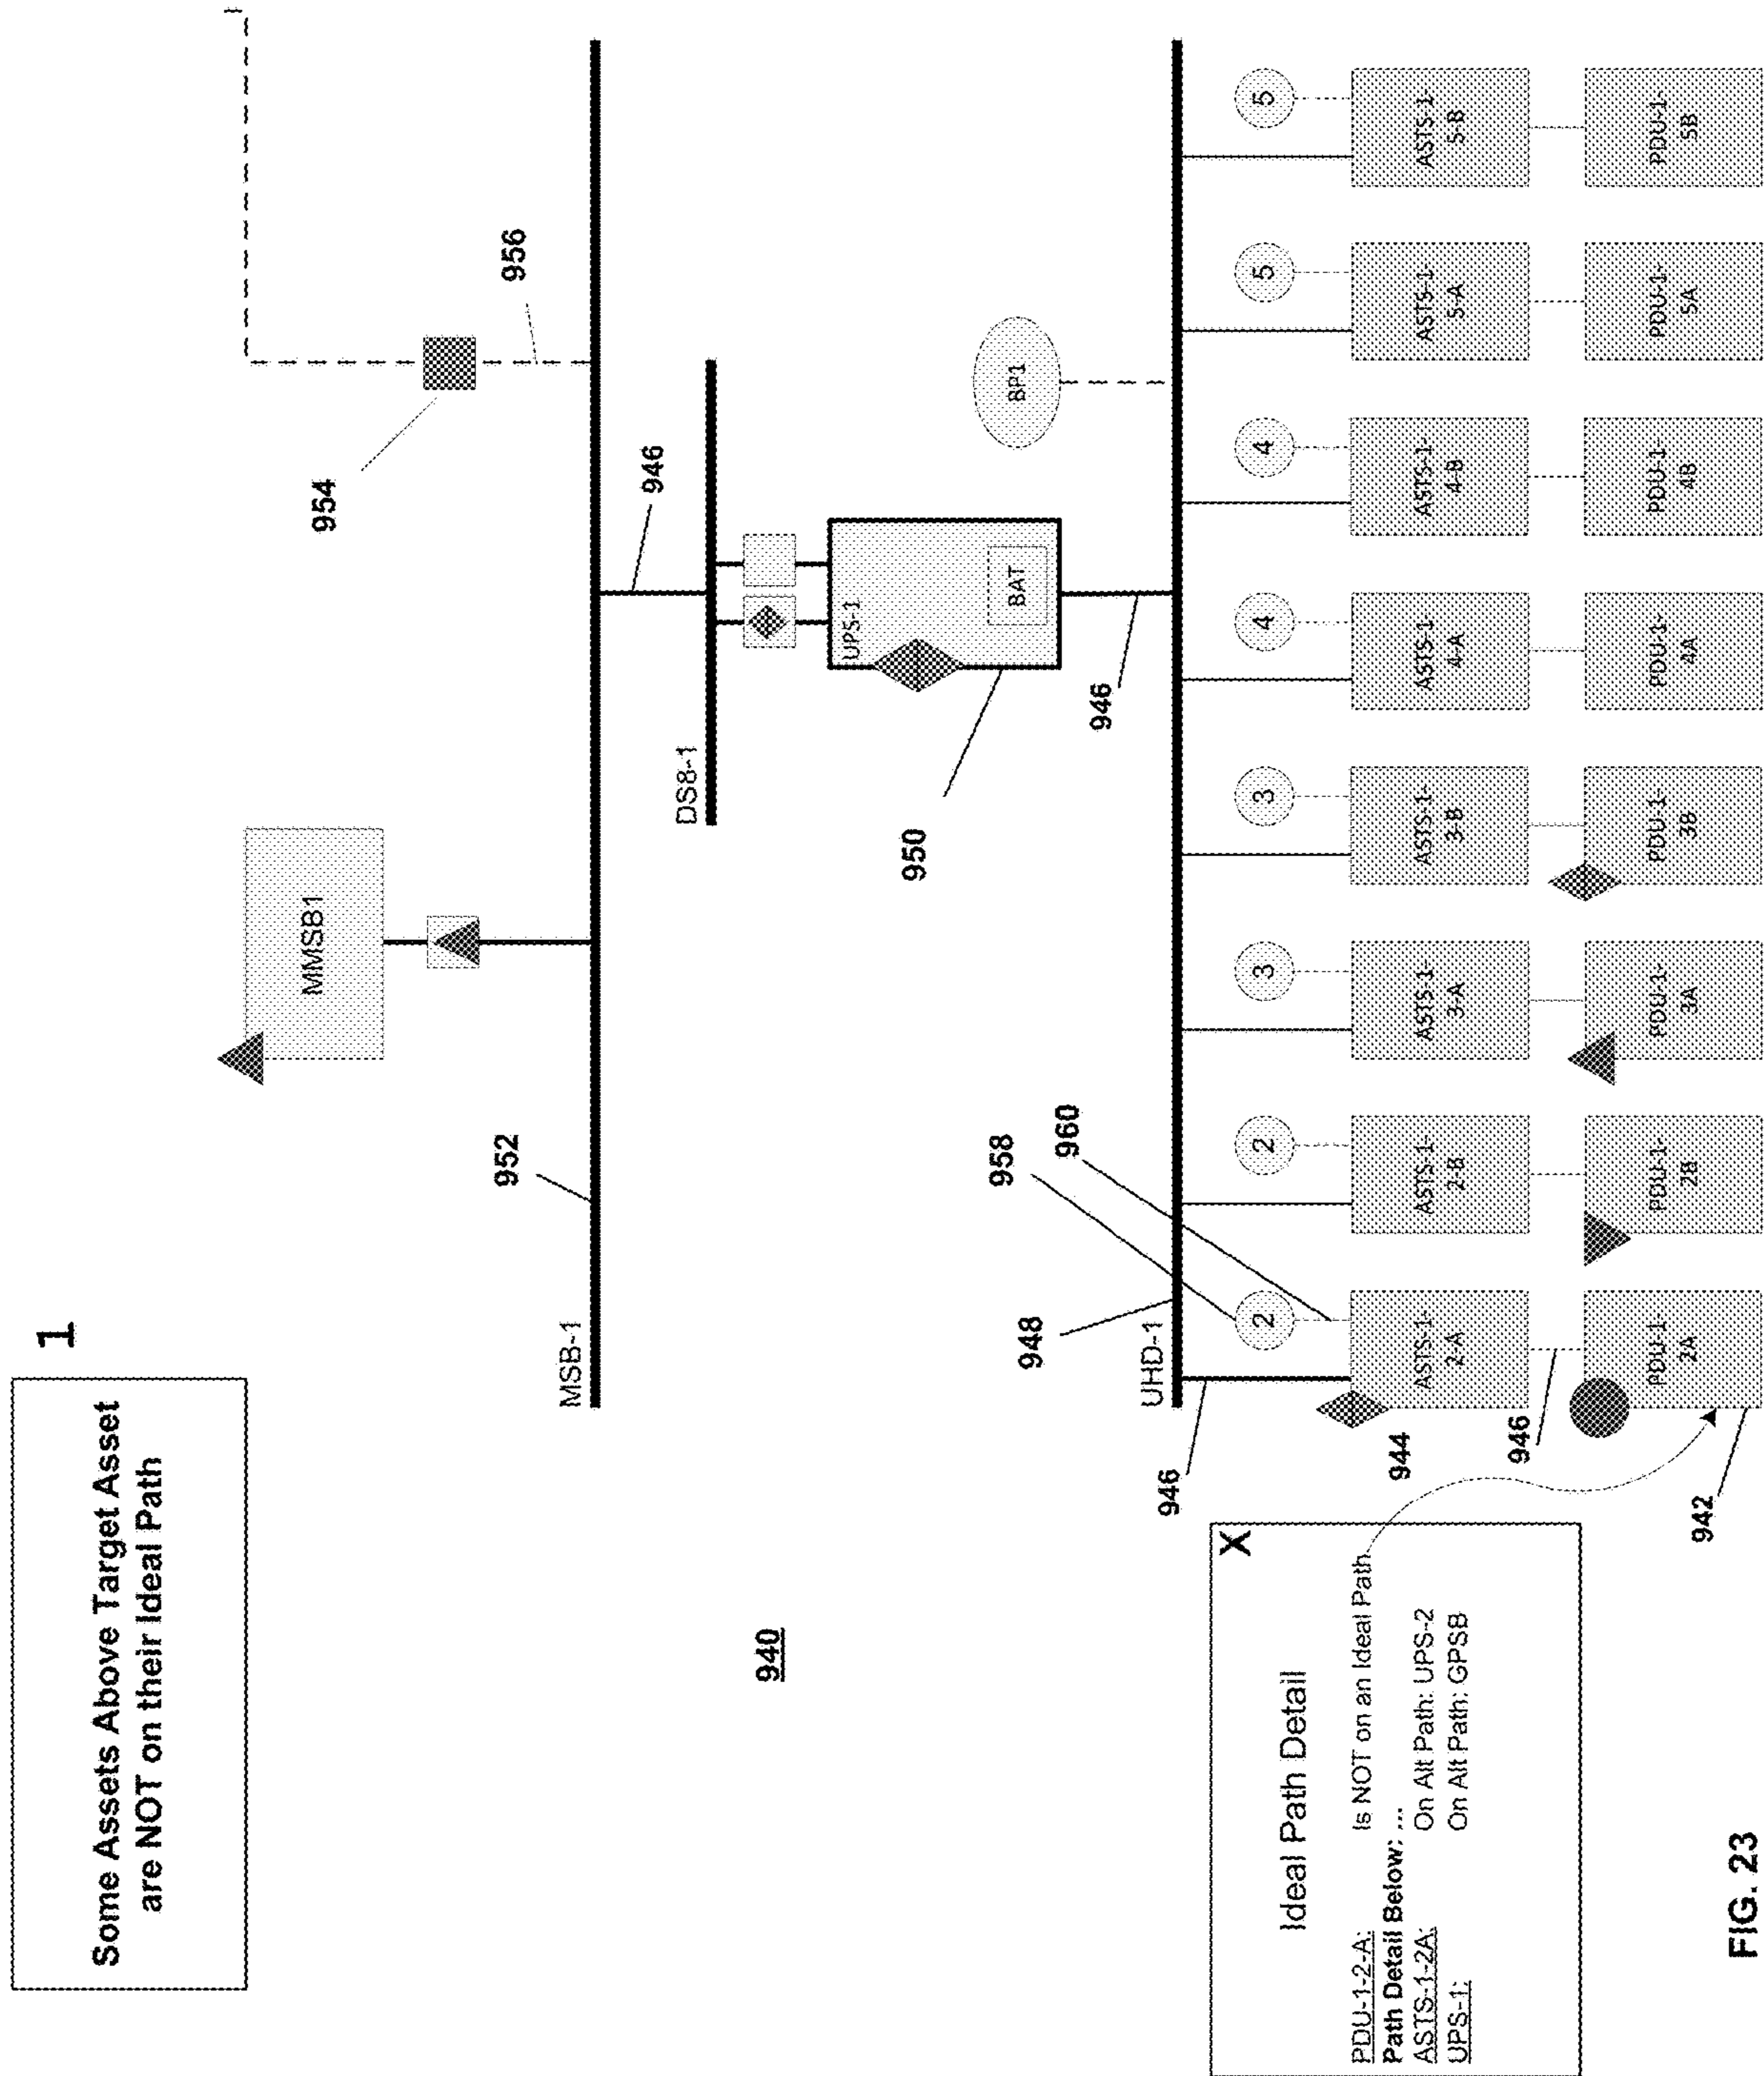 1
Some Assets Above Target Asset
are NOT on their Ideal Path
MMSB1
952
954
956
MSB-1
946
DS8-1
940
UPS-1
BAT
950
BP1
946
958
960
948
UHD-1
2
2
3
3
4
4
5
5
946
ASTS-1-
2-A
ASTS-1-
2-B
ASTS-1-
3-A
ASTS-1-
3-B
ASTS-1-
4-A
ASTS-1-
4-B
ASTS-1-
5-A
ASTS-1-
5-B
944
946
PDU-1
2A
PDU-1-
2B
PDU-1-
3A
PDU-1-
3B
PDU-1-
4A
PDU-1-
4B
PDU-1-
5A
PDU-1-
5B
942
X
Ideal Path Detail
PDU-1-2-A: Is NOT on an Ideal Path
Path Detail Below: ...
ASTS-1-2A: On Alt Path: UPS-2
UPS-1: On Alt Path: GPSB
FIG. 23